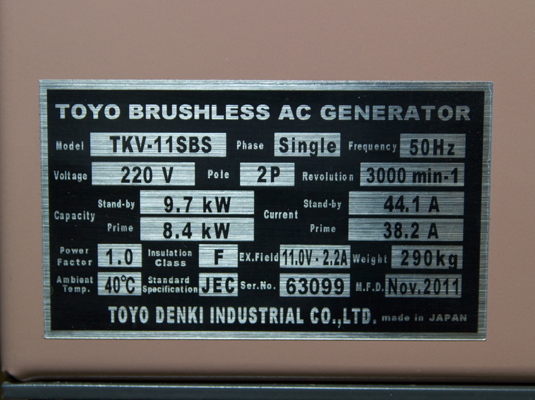 TOYO BRUSHLESS AC GENERATOR
Model TKV-11SBS Phase Single Frequency 50Hz
Voltage 220 V Pole 2P Revolution 3000 min-1
Capacity Stand-by 9.7 kW Current Stand-by 44.1 A
Prime 8.4 kW Prime 38.2 A
Power Factor 1.0 Insulation Class F EX.Field 11.0V-2.2A Weight 290kg
Ambient Temp. 40°C Standard Specification JEC Ser.No. 63099 M.F.D. Nov.2011
TOYO DENKI INDUSTRIAL CO.,LTD. made in JAPAN